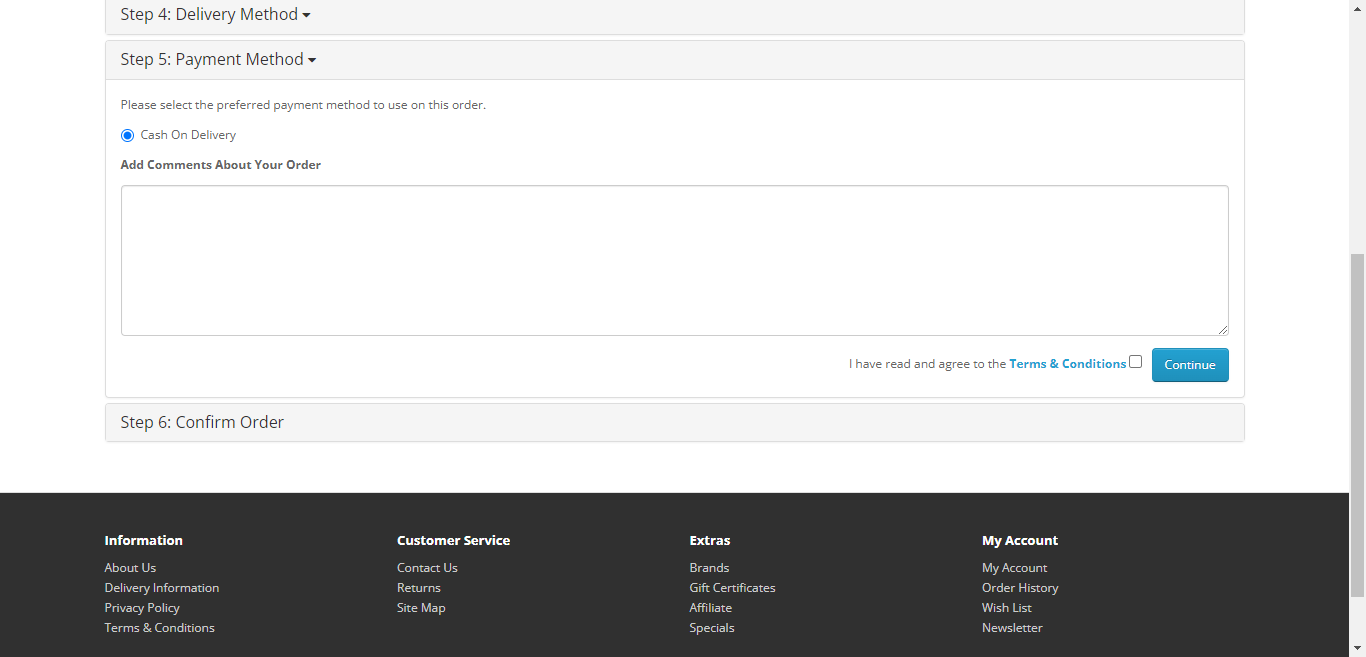 Step 4: Delivery Method
Step 5: Payment Method
Please select the preferred payment method to use on this order.
Cash On Delivery
Add Comments About Your Order
I have read and agree to the Terms & Conditions Continue
Step 6: Confirm Order
Information Customer Service Extras My Account
About Us Contact Us Brands My Account
Delivery Information Returns Gift Certificates Order History
Privacy Policy Site Map Affiliate Wish List
Terms & Conditions Specials Newsletter